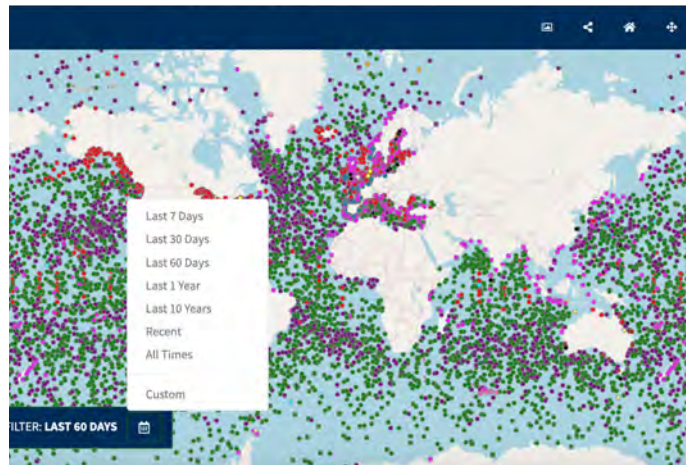 Last 7 Days
Last 30 Days
Last 60 Days
Last 1 Year
Last 10 Years
Recent
All Times
Custom
ILTER: LAST 60 DAYS